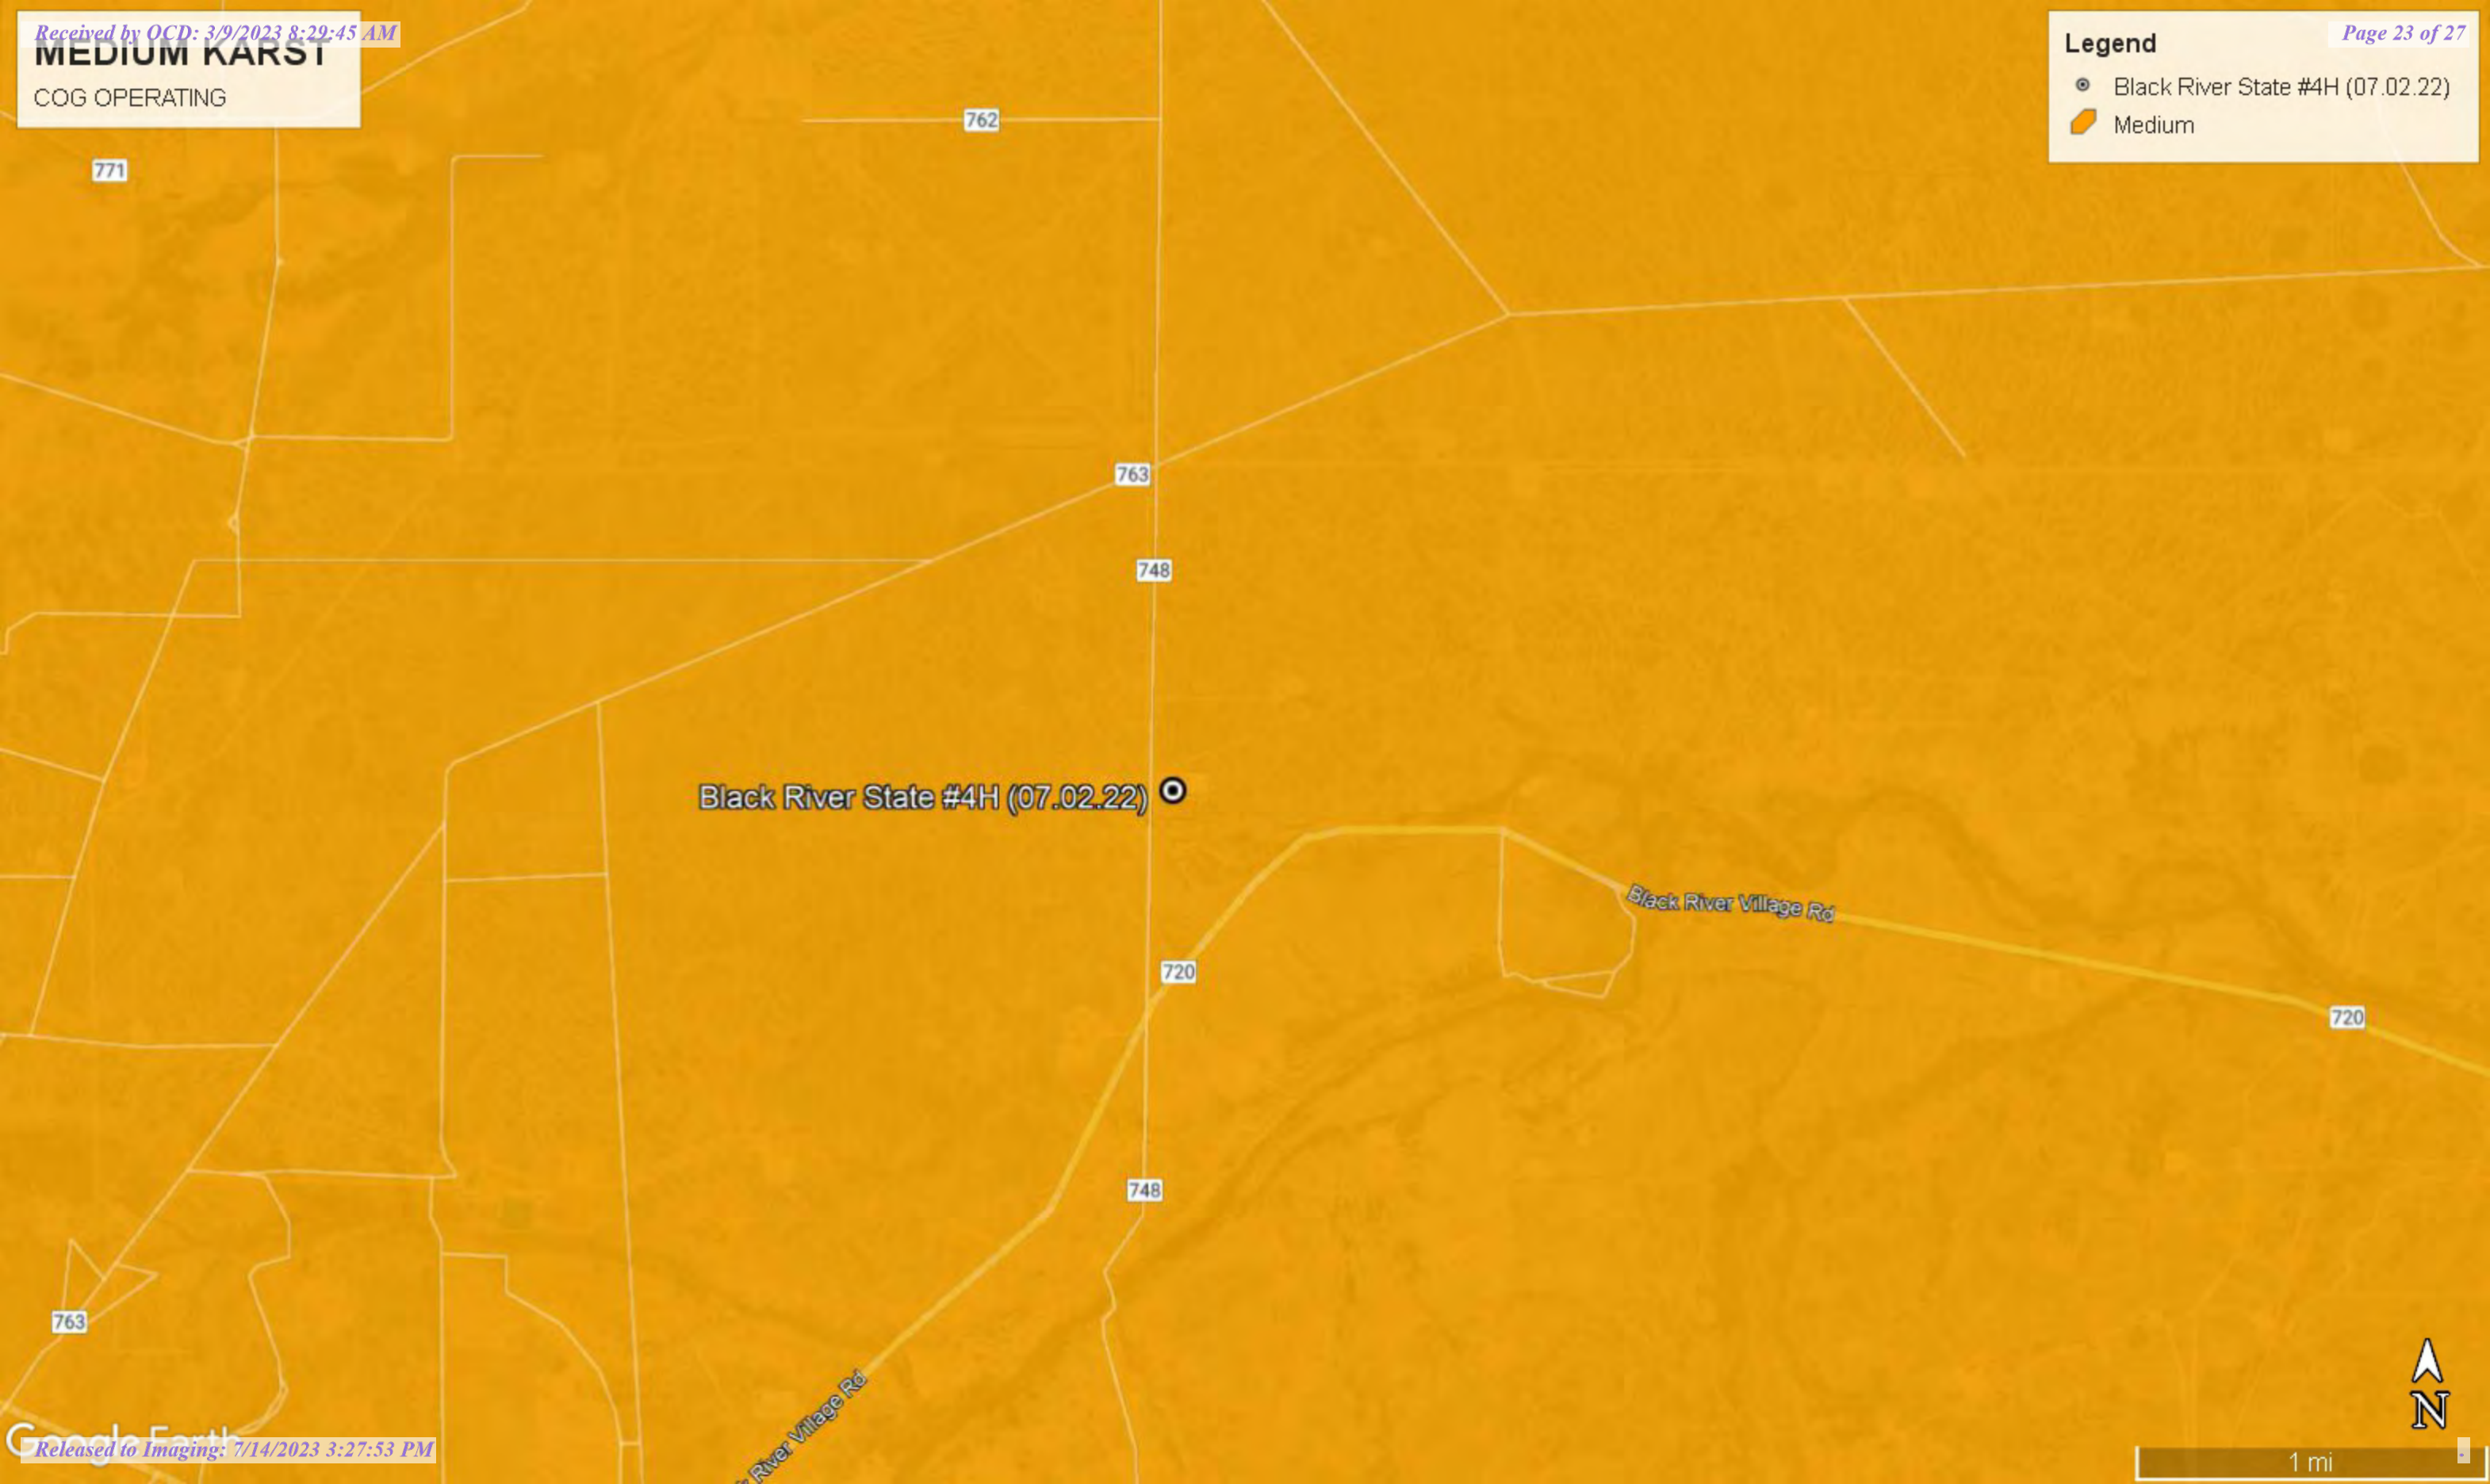 Received by OCD: 3/9/2023 8:29:45 AM
Page 23 of 27
MEDIUM KARST
COG OPERATING
Legend
Black River State #4H (07.02.22)
Medium
762
771
763
748
Black River State #4H (07.02.22)
Black River Village Rd
720
720
748
763
River Village Rd
N
Google Earth
Released to Imaging: 7/14/2023 3:27:53 PM
1 mi